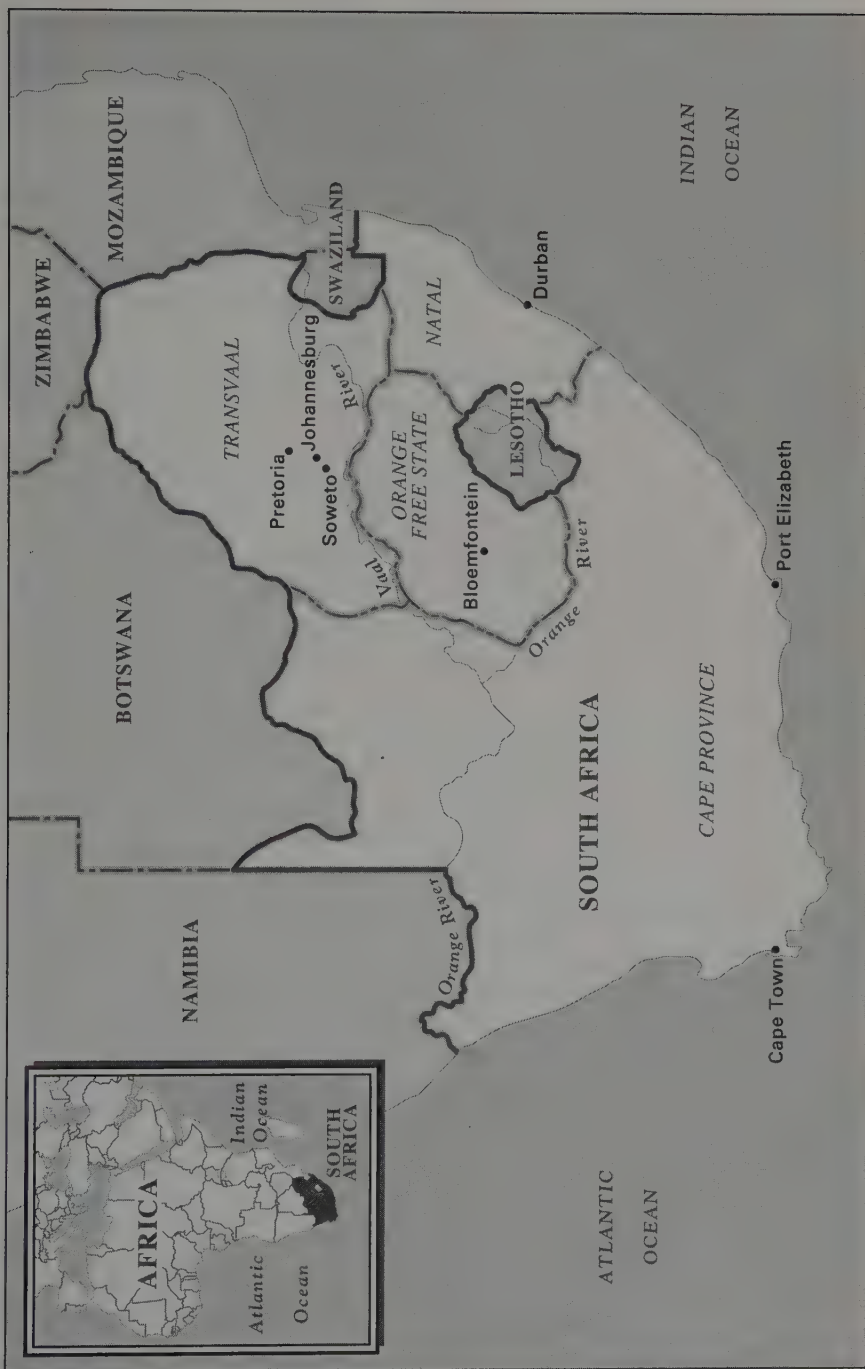 AFRICA
Atlantic
Ocean
Indian
Ocean
SOUTH
AFRICA
ZIMBABWE
MOZAMBIQUE
BOTSWANA
NAMIBIA
TRANSVAAL
Pretoria
Johannesburg
Soweto
SWAZILAND
Vaal
River
ORANGE
FREE STATE
NATAL
Bloemfontein
LESOTHO
Durban
Orange River
Orange
River
SOUTH AFRICA
CAPE PROVINCE
Cape Town
Port Elizabeth
ATLANTIC
OCEAN
INDIAN
OCEAN